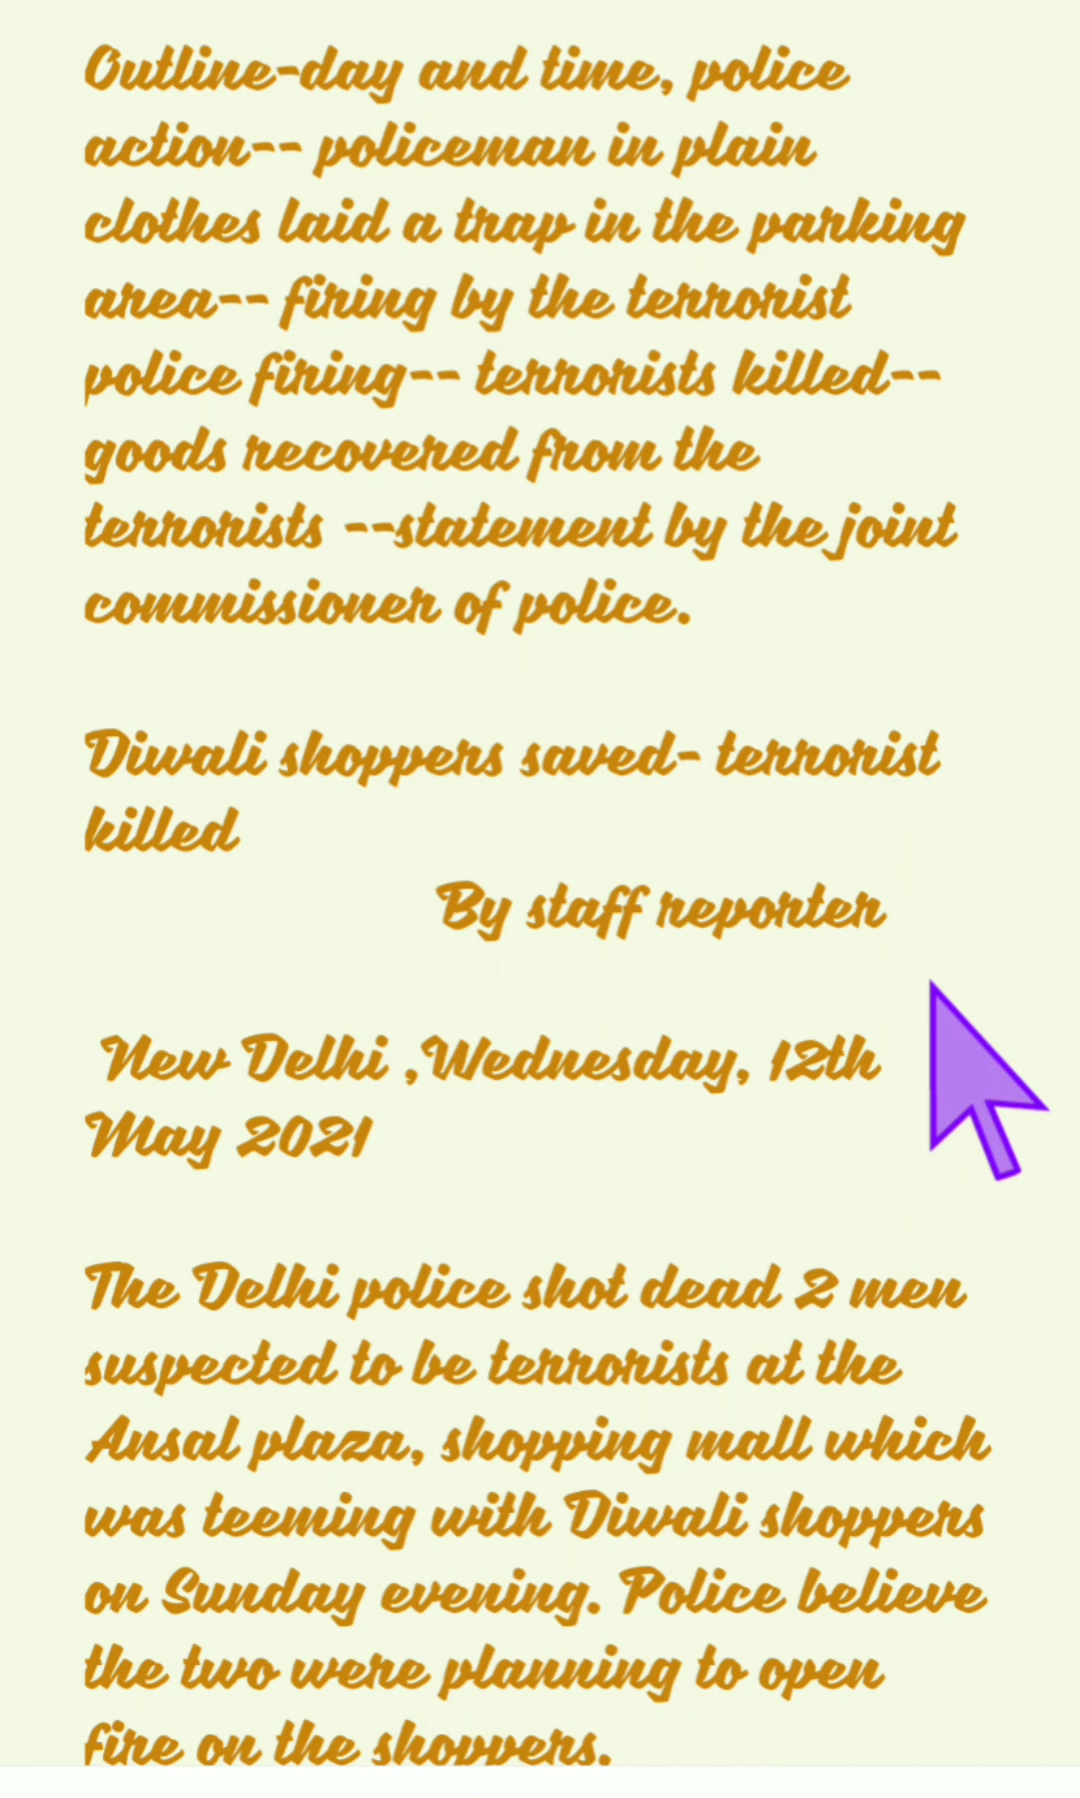 Outline-day and time, police
action-- policeman in plain
clothes laid a trap in the parking
area-- firing by the terrorist
police firing-- terrorists killed--
goods recovered from the
terrorists --statement by the joint
commissioner of police.
Diwali shoppers saved- terrorist
killed
By staff reporter
New Delhi ,Wednesday, 12th
May 2021
The Delhi police shot dead 2 men
suspected to be terrorists at the
Ansal plaza, shopping mall which
was teeming with Diwali shoppers
on Sunday evening. Police believe
the two were planning to open
fire on the shoppers.